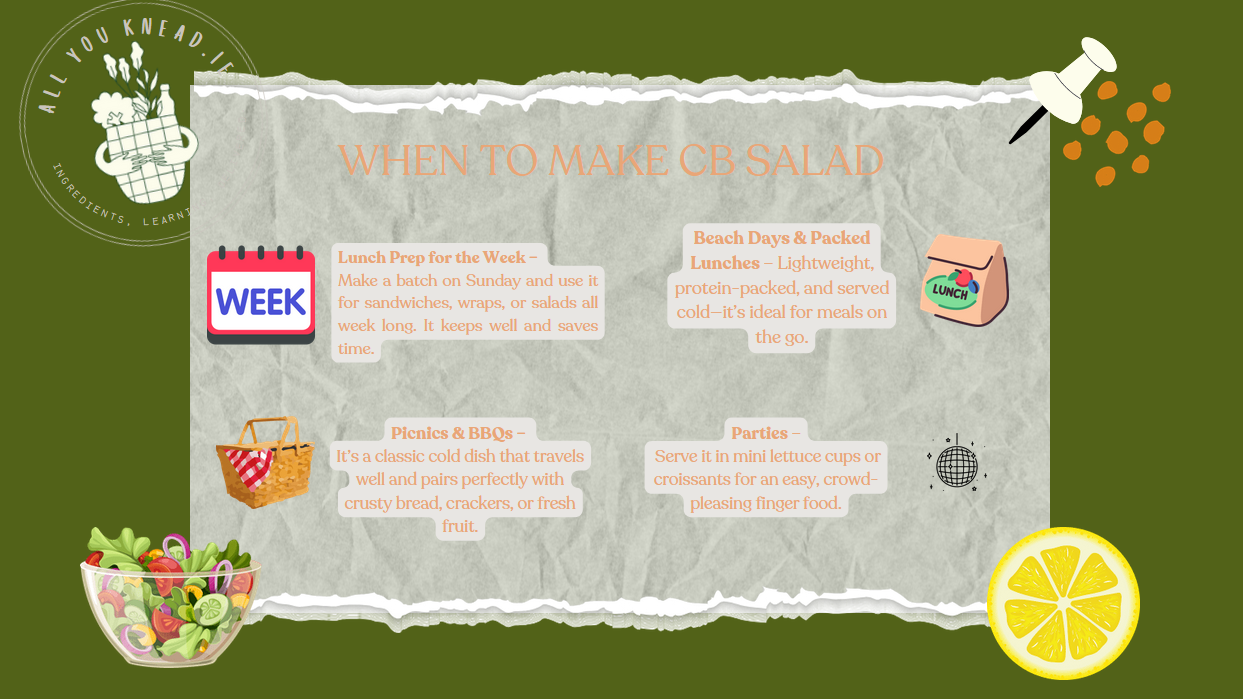 ALL YOU KNEAD.IE
INGREDIENTS, LEARNI
WHEN TO MAKE CB SALAD
WEEK
Lunch Prep for the Week –
Make a batch on Sunday and use it
for sandwiches, wraps, or salads all
week long. It keeps well and saves
time.
Beach Days & Packed
Lunches – Lightweight,
protein-packed, and served
cold—it's ideal for meals on
the go.
LUNCH
Picnics & BBQs –
It's a classic cold dish that travels
well and pairs perfectly with
crusty bread, crackers, or fresh
fruit.
Parties –
Serve it in mini lettuce cups or
croissants for an easy, crowd-
pleasing finger food.